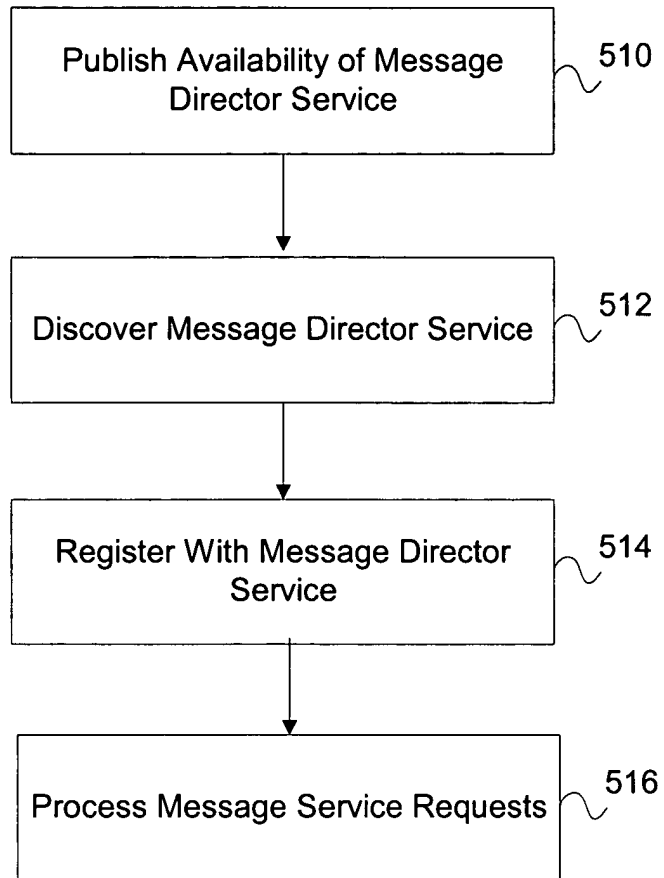 Publish Availability of Message
Director Service
510
Discover Message Director Service
512
Register With Message Director
Service
514
Process Message Service Requests
516